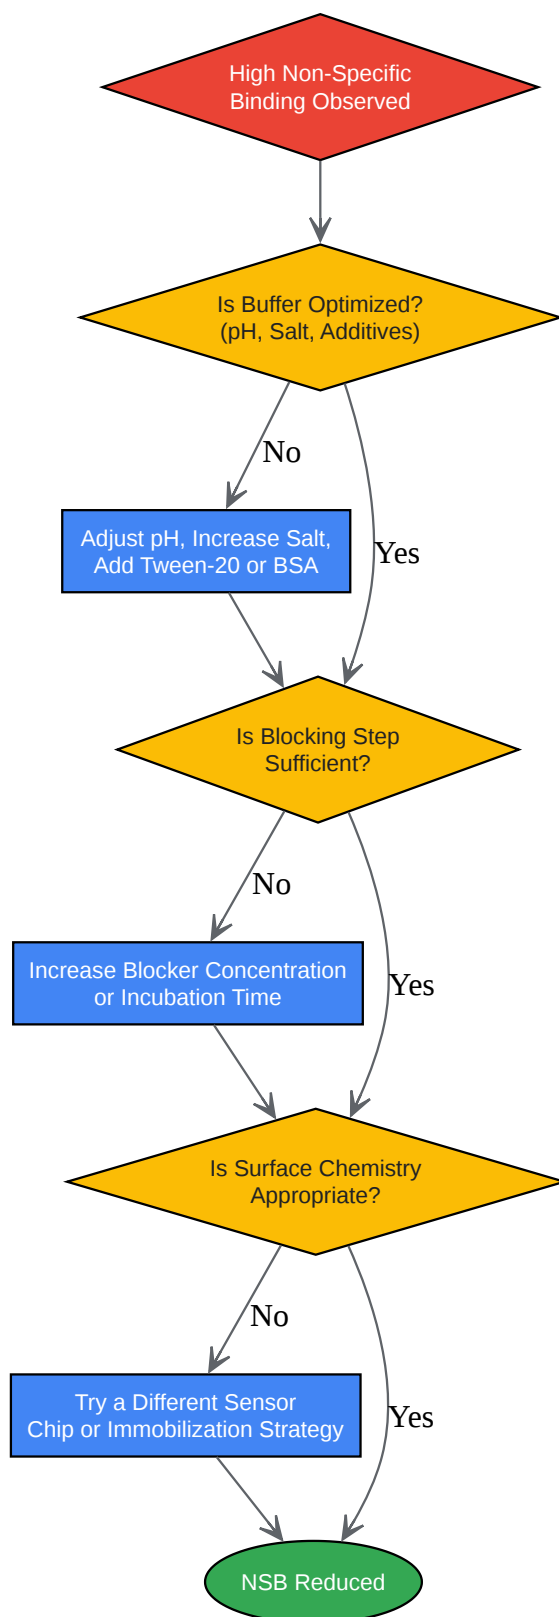 High Non-Specific
Binding Observed
Is Buffer Optimized?
(pH, Salt, Additives)
No
Adjust pH, Increase Salt,
Add Tween-20 or BSA
Yes
Is Blocking Step
Sufficient?
No
Increase Blocker Concentration
or Incubation Time
Yes
Is Surface Chemistry
Appropriate?
No
Try a Different Sensor
Chip or Immobilization Strategy
Yes
NSB Reduced